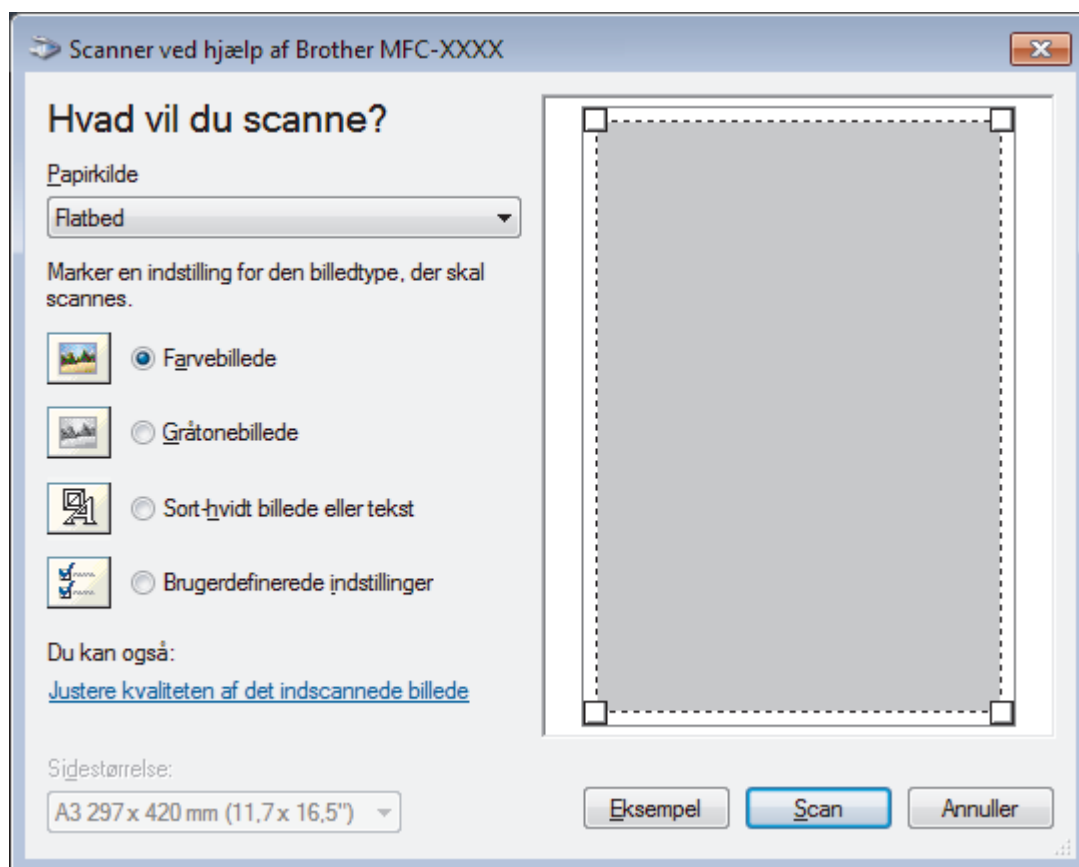 Scanner ved hjælp af Brother MFC-XXXX
Hvad vil du scanne?
Papirkilde
Flatbed
Marker en indstilling for den billedtype, der skal
scannes.
Farvebillede
Gråtonebillede
Sort-hvidt billede eller tekst
Brugerdefinerede indstillinger
Du kan også:
Justere kvaliteten af det indscannede billede
Sidestørrelse:
A3 297 x 420 mm (11,7 x 16,5")
Eksempel
Scan
Annuller